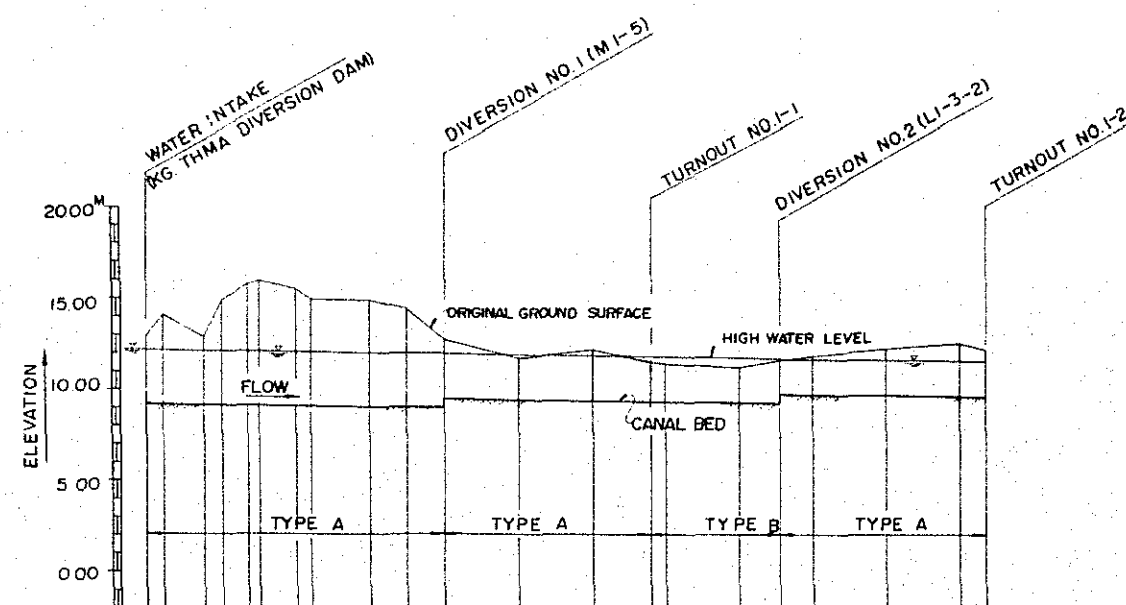 WATER INTAKE
(KG. THMA DIVERSION DAM)
DIVERSION NO. 1 (M 1-5)
TURNOUT NO.1-1
DIVERSION NO.2 (L1-3-2)
TURNOUT NO.1-2
20.00 M
15.00
ORIGINAL GROUND SURFACE
HIGH WATER LEVEL
10.00
FLOW
CANAL BED
ELEVATION
5.00
TYPE A
TYPE A
TYPE B
TYPE A
0.00